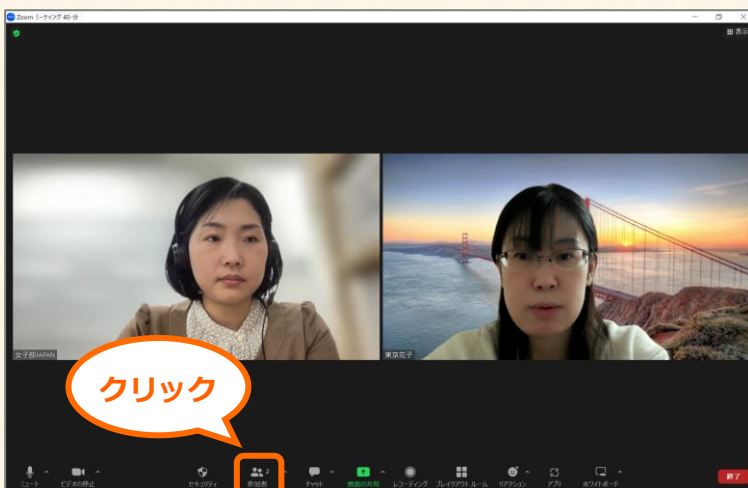 Zoom ミーティング 40-分
表示
女子部JAPAN
東京花子
クリック
ミュート
ビデオの停止
セキュリティ
参加者
2
チャット
画面の共有
レコーディング
ブレイクアウト ルーム
リアクション
アプリ
ホワイトボード
終了